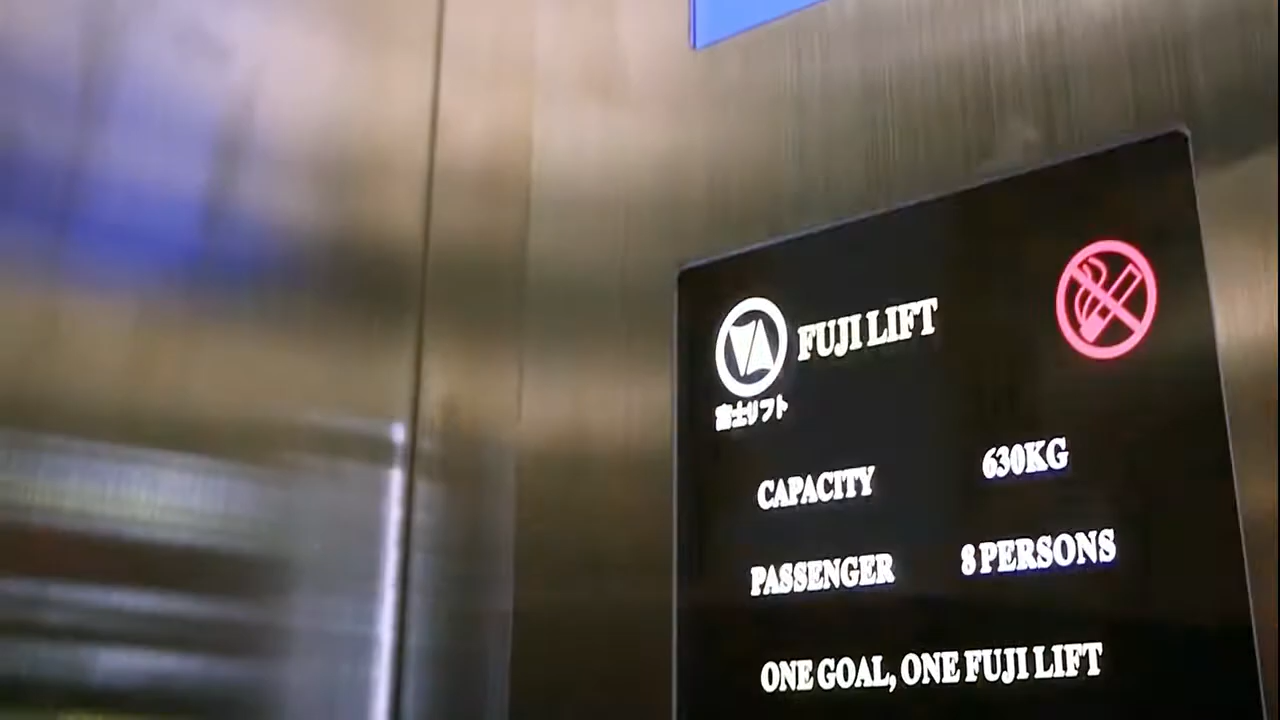 FUJI LIFT
富士リフト
CAPACITY 630KG
PASSENGER 8 PERSONS
ONE GOAL, ONE FUJI LIFT